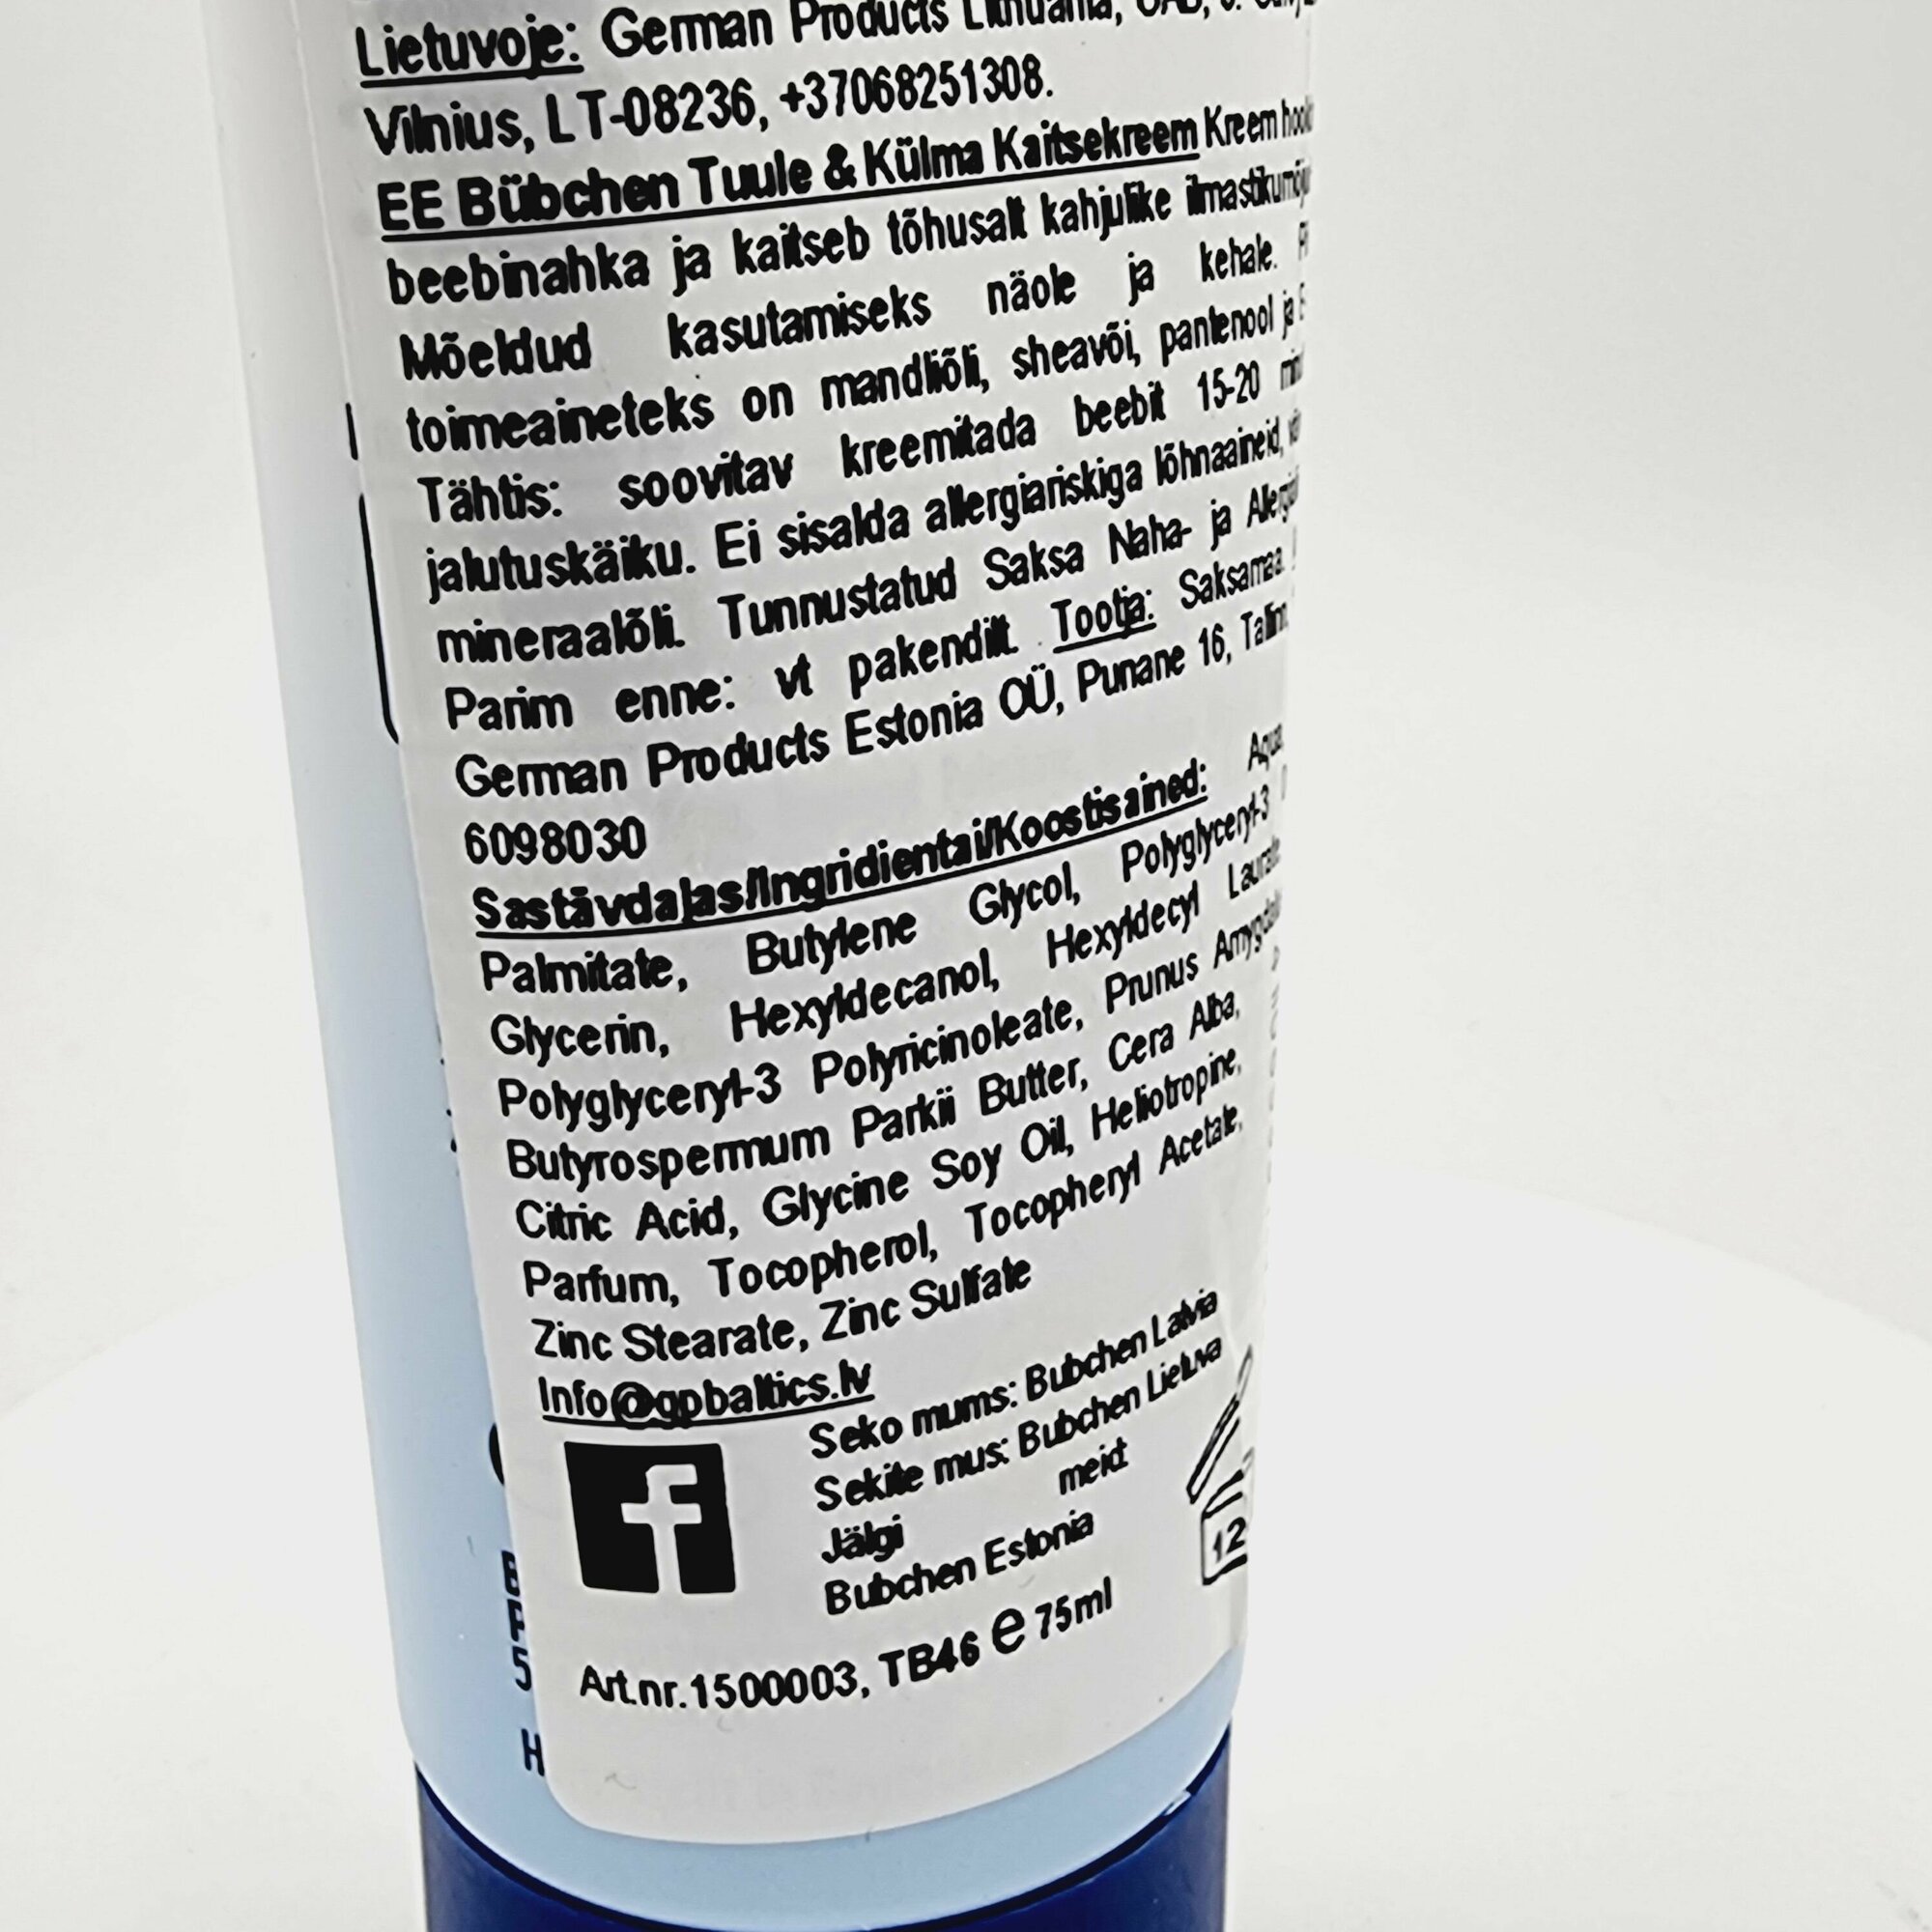 Lietuvoje: German Products Lithuania, UAB, J.
Vilnius, LT-08236, +37068251308.
EE Bübchen Tuule & Külma Kaitsekreem Kreem
beebinahka ja kaitseb tõhusalt kahjulike
Mõeldud kasutamiseks näole ja kehale.
toimeaineteks on mandliõli, sheavõi, pantenool ja
Tähtis: soovitav kreemitada beebit 15-20
jalutuskäiku. Ei sisalda allergiariskiga lõhnaaineid,
mineraalõli. Tunnustatud Saksa Naha- ja
Parim enne: vt pakendilt. Tootja: Saksamaa.
German Products Estonia OÜ, Punane 16,
6098030
Sastāvdaļas/Ingridientai/Koostisained: Aqua,
Palmitate, Butylene Glycol, Polyglyceryl-3
Glycerin, Hexyldecanol, Hexyldecyl Laurate,
Polyglyceryl-3 Polyricinoleate, Prunus
Butyrospermum Parkii Butter, Cera Alba,
Citric Acid, Glycine Soy Oil, Heliotropine,
Parfum, Tocopherol, Tocopheryl Acetate,
Zinc Stearate, Zinc Sulfate
Info@gpbaltics.lv
Seko mums: Bubchen Latvia
Sekite mus: Bubchen Lietuva
Jälgi meid:
Bubchen Estonia
12
Art.nr.1500003, TB46 e 75ml
5
H